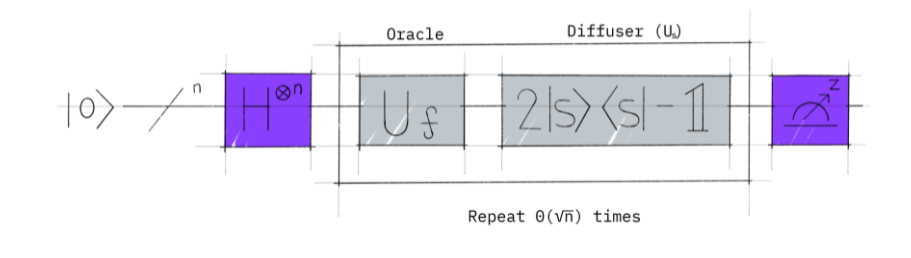 Oracle
Diffuser (Uₛ)
|0⟩
n
H⊗n
U f
2|s⟩⟨s| − 𝟙
z
Repeat O(√n) times